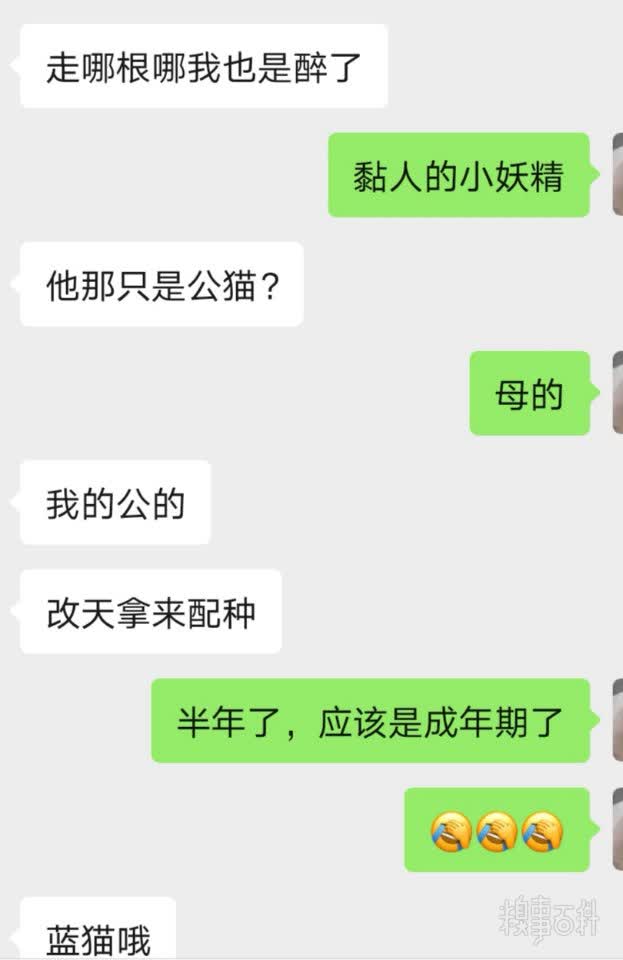 走哪根哪我也是醉了
黏人的小妖精
他那只是公猫?
母的
我的公的
改天拿来配种
半年了，应该是成年期了
🤦🤦🤦
蓝猫哦
糗事百科